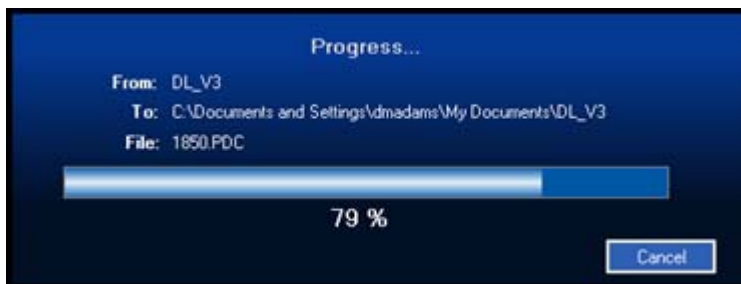 Progress...
From: DL_V3
To: C:\Documents and Settings\dmadams\My Documents\DL_V3
File: 1850.PDC
79 %
Cancel